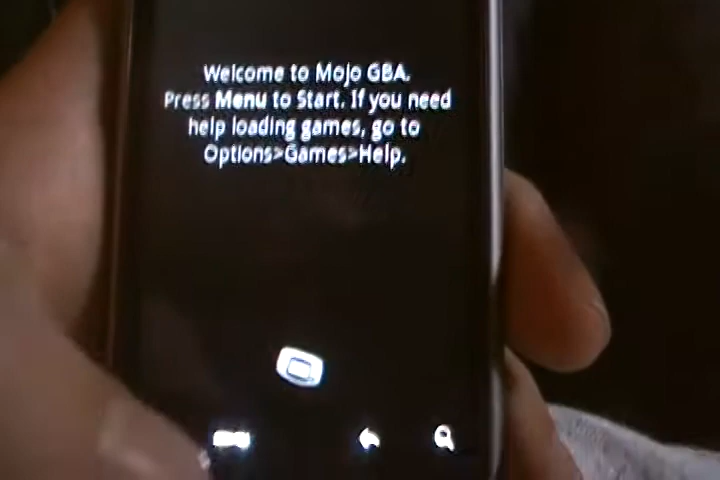 Welcome to Mojo GBA.
Press Menu to Start. If you need
help loading games, go to
Options>Games>Help.